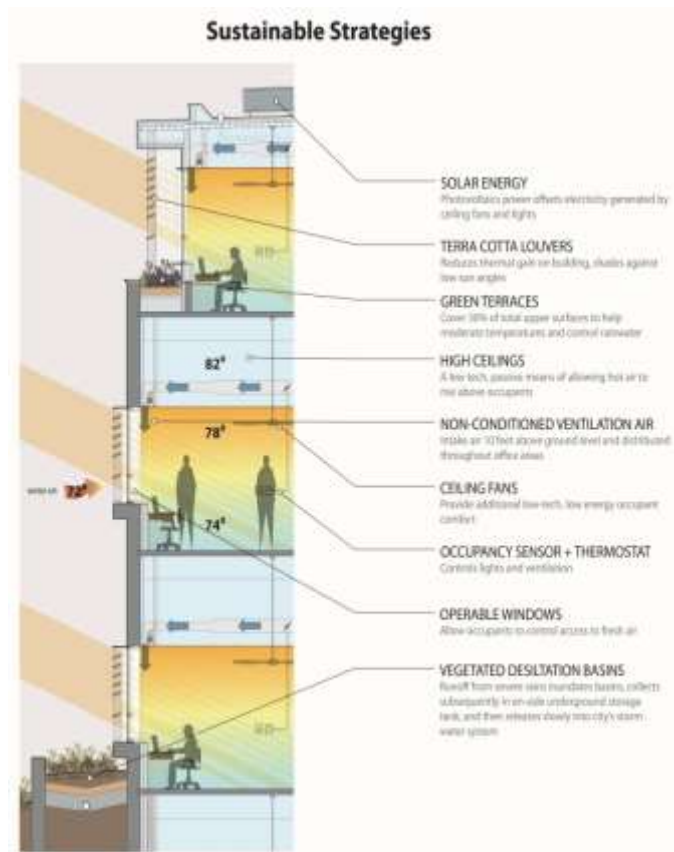 Sustainable Strategies
SOLAR ENERGY
Photovoltaics power offsets electricity generated by
ceiling fans and lights
TERRA COTTA LOUVERS
Reduces thermal gain on building, shades against
low sun angles
GREEN TERRACES
Cover 30% of total upper surfaces to help
moderate temperatures and control rainwater
HIGH CEILINGS
A low-tech, passive means of allowing hot air to
rise above occupants
82°
NON-CONDITIONED VENTILATION AIR
Intake air 10 feet above ground level and distributed
throughout office areas
78°
CEILING FANS
Provide additional low-tech, low energy occupant
comfort
72°
74°
OCCUPANCY SENSOR + THERMOSTAT
Controls lights and ventilation
OPERABLE WINDOWS
Allow occupants to control access to fresh air
VEGETATED DESILTATION BASINS
Runoff from severe rains inundates basins, collects
subsequently in on-side underground storage
tank, and then releases slowly into city's storm
water system